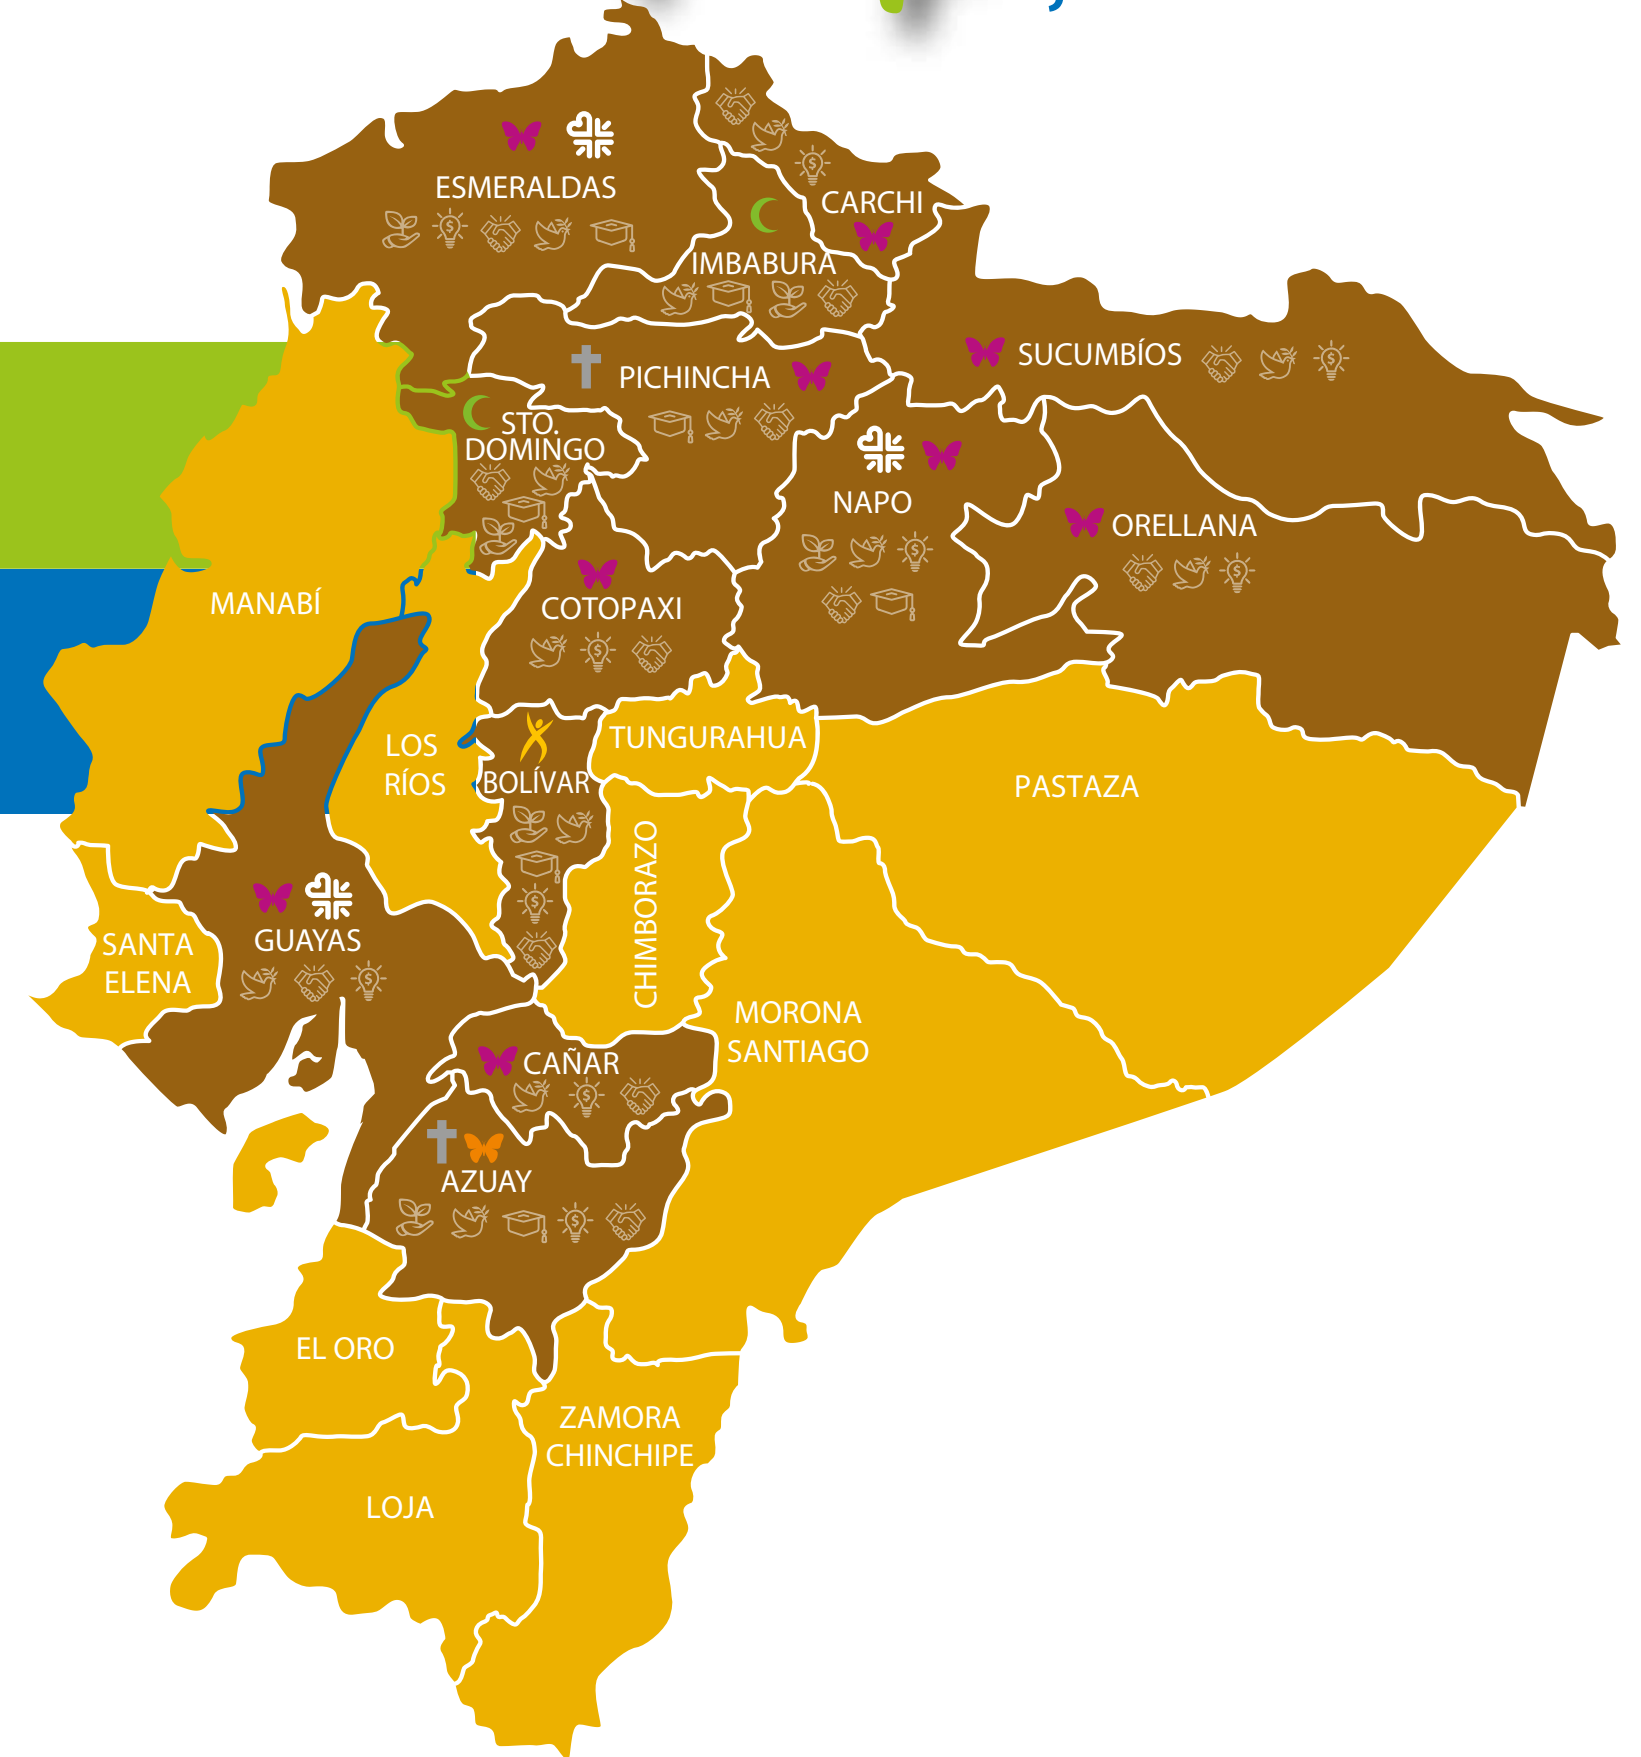 ESMERALDAS
CARCHI
IMBABURA
SUCUMBÍOS
PICHINCHA
STO.
DOMINGO
NAPO
ORELLANA
MANABÍ
COTOPAXI
LOS
RÍOS
TUNGURAHUA
BOLÍVAR
PASTAZA
CHIMBORAZO
SANTA
ELENA
GUAYAS
MORONA
SANTIAGO
CAÑAR
AZUAY
EL ORO
ZAMORA
CHINCHIPE
LOJA